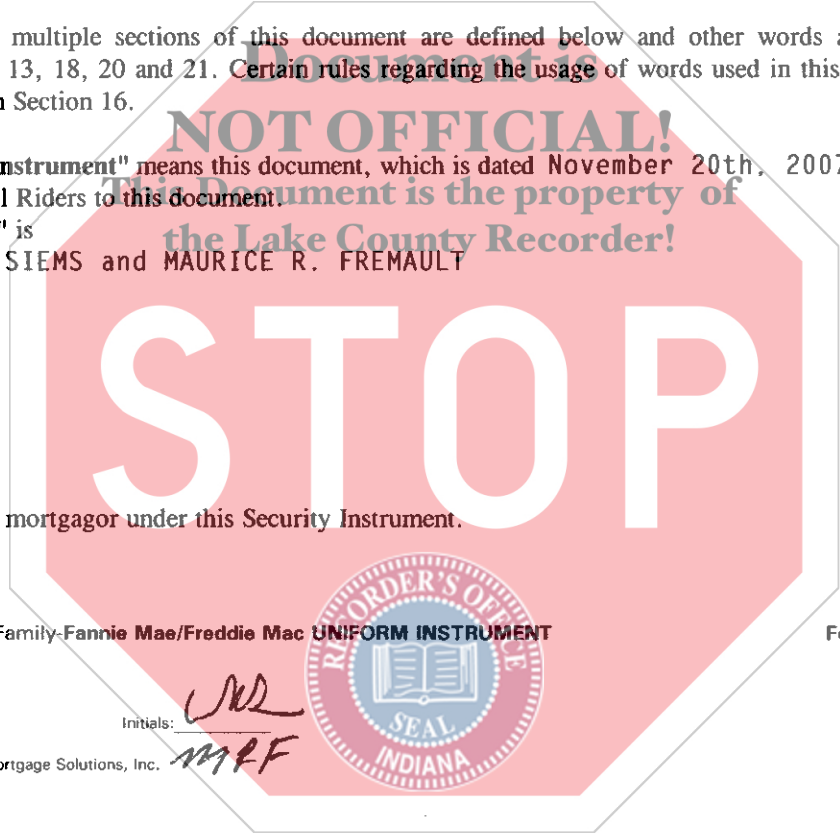 multiple sections of this document are defined below and other words
13, 18, 20 and 21. Certain rules regarding the usage of words used in this
Section 16.
Document is
NOT OFFICIAL!
This Document is the property of
the Lake County Recorder!
nstrument" means this document, which is dated November 20th, 2007
l Riders to this document.
" is
SIEMS and MAURICE R. FREMAULT
STOP
mortgagor under this Security Instrument.
Family-Fannie Mae/Freddie Mac UNIFORM INSTRUMENT
RECORDER'S OFFICE
SEAL
INDIANA
Initials:
MRF
ortgage Solutions, Inc.